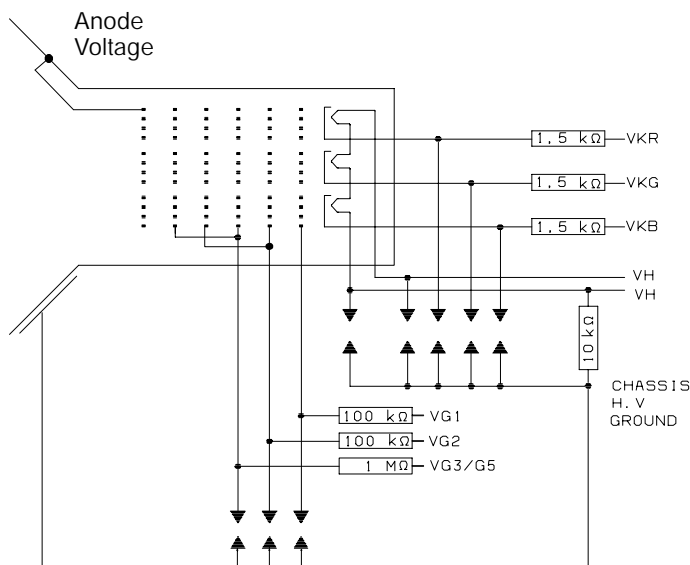 Anode
Voltage
1,5 kΩ VKR
1,5 kΩ VKG
1,5 kΩ VKB
VH
VH
10 kΩ
CHASSIS
H. V
GROUND
100 kΩ VG1
100 kΩ VG2
1 MΩ VG3/G5